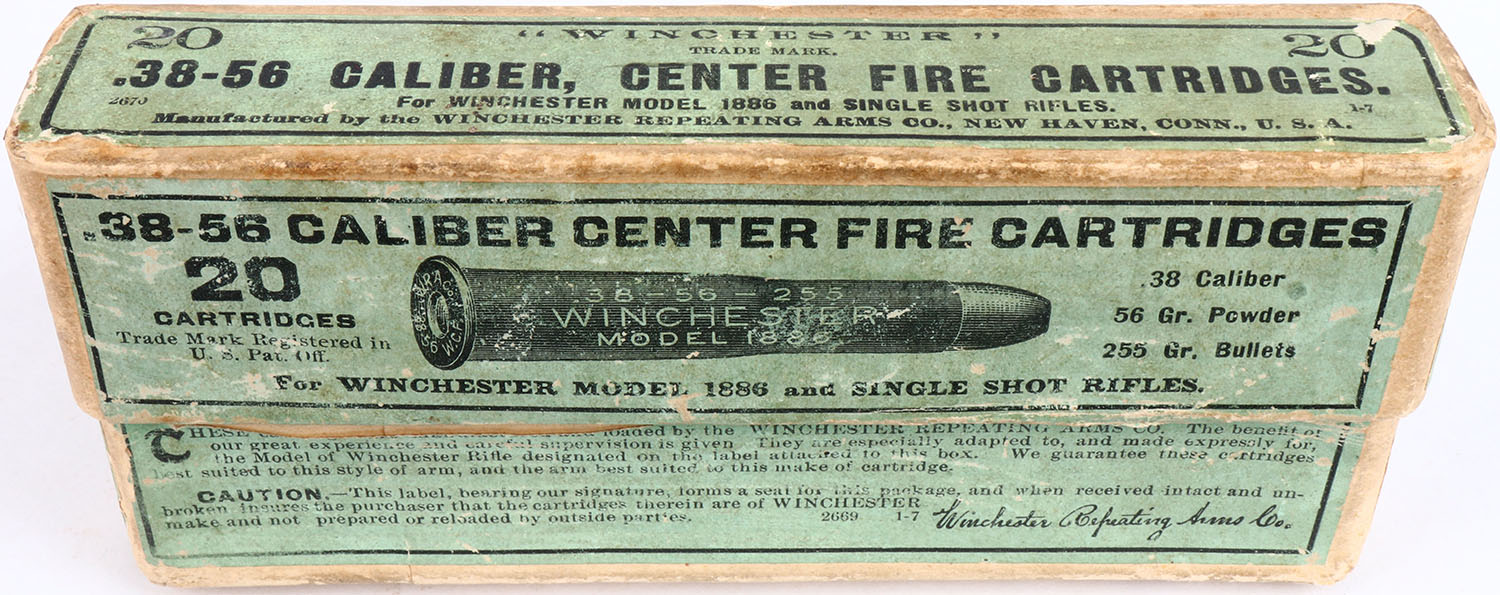 20 "WINCHESTER" 20
TRADE MARK.
.38-56 CALIBER, CENTER FIRE CARTRIDGES.
2670 For WINCHESTER MODEL 1886 and SINGLE SHOT RIFLES. 1-7
Manufactured by the WINCHESTER REPEATING ARMS CO., NEW HAVEN, CONN., U. S. A.
.38-56 CALIBER CENTER FIRE CARTRIDGES
20
CARTRIDGES
Trade Mark Registered in
U. S. Pat. Off.
W.R.A. Co.
.38-56 W.C.F.
.38-56-255
WINCHESTER
MODEL 1886
.38 Caliber
56 Gr. Powder
255 Gr. Bullets
For WINCHESTER MODEL 1886 and SINGLE SHOT RIFLES.
THESE loaded by the WINCHESTER REPEATING ARMS CO. The benefit of
our great experience and careful supervision is given They are especially adapted to, and made expressly for,
the Model of Winchester Rifle designated on the label attached to this box. We guarantee these cartridges
best suited to this style of arm, and the arm best suited to this make of cartridge.
CAUTION.—This label, bearing our signature, forms a seal for this package, and when received intact and un-
broken insures the purchaser that the cartridges therein are of WINCHESTER
make and not prepared or reloaded by outside parties. 2669 1-7 Winchester Repeating Arms Co.